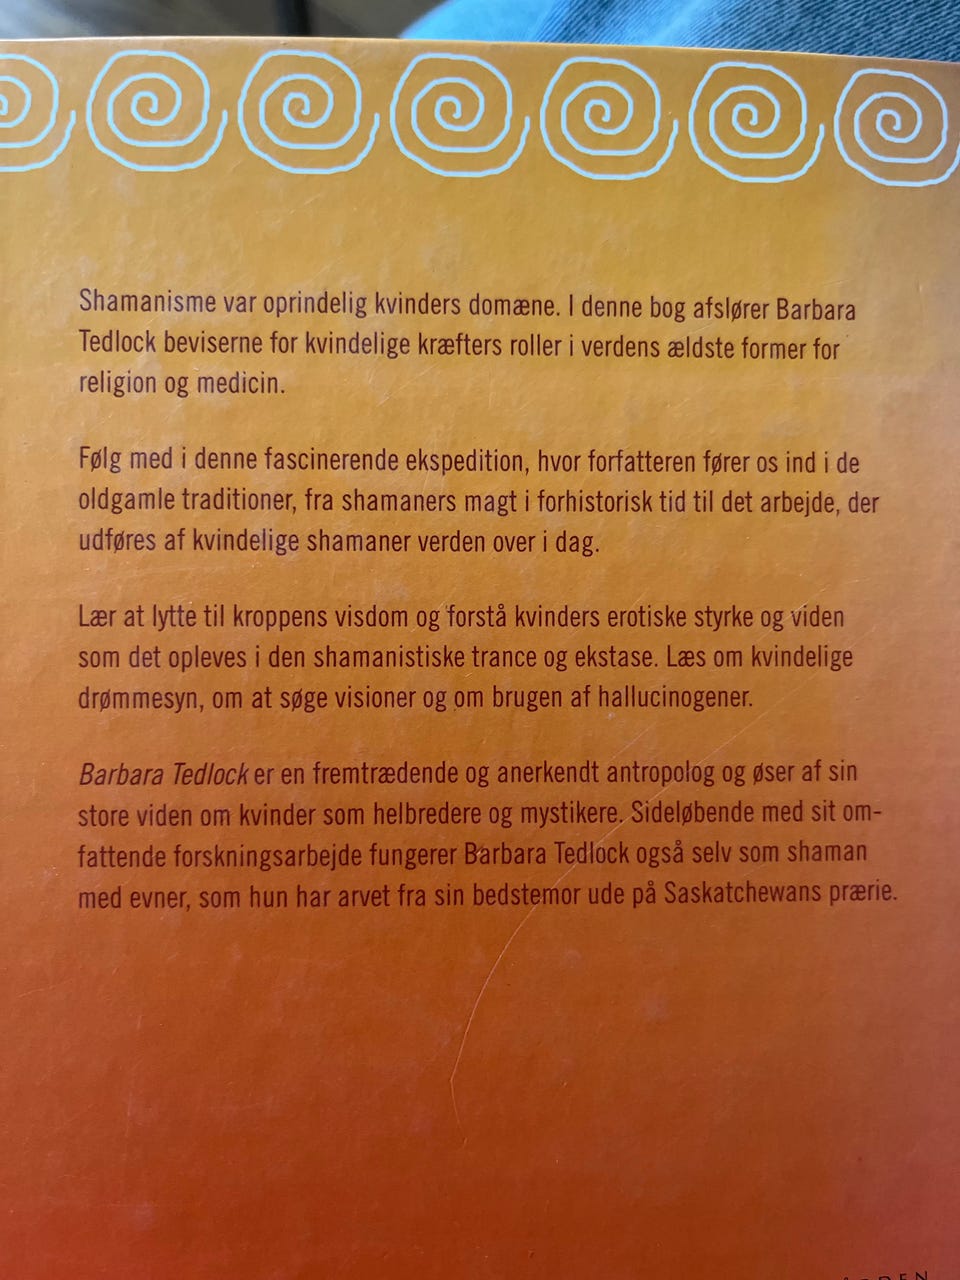 Shamanisme var oprindelig kvinders domæne. I denne bog afslører Barbara
Tedlock beviserne for kvindelige kræfters roller i verdens ældste former for
religion og medicin.
Følg med i denne fascinerende ekspedition, hvor forfatteren fører os ind i de
oldgamle traditioner, fra shamaners magt i forhistorisk tid til det arbejde, der
udføres af kvindelige shamaner verden over i dag.
Lær at lytte til kroppens visdom og forstå kvinders erotiske styrke og viden
som det opleves i den shamanistiske trance og ekstase. Læs om kvindelige
drømmesyn, om at søge visioner og om brugen af hallucinogener.
Barbara Tedlock er en fremtrædende og anerkendt antropolog og øser af sin
store viden om kvinder som helbredere og mystikere. Sideløbende med sit om-
fattende forskningsarbejde fungerer Barbara Tedlock også selv som shaman
med evner, som hun har arvet fra sin bedstemor ude på Saskatchewans prærie.